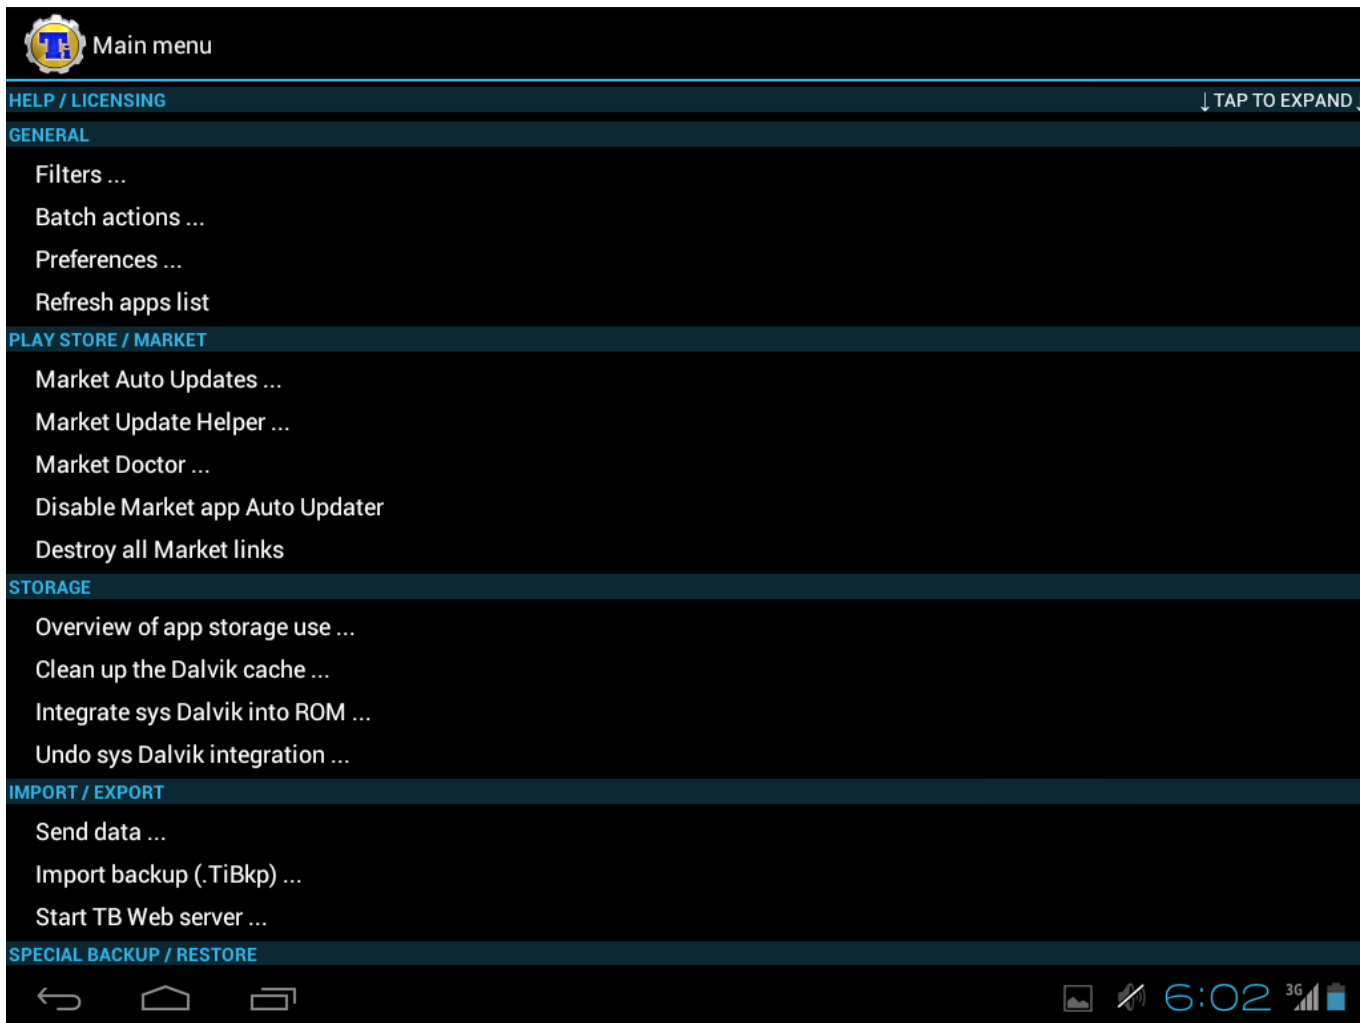 Ti Main menu
HELP / LICENSING ↓ TAP TO EXPAND ↓
GENERAL
Filters ...
Batch actions ...
Preferences ...
Refresh apps list
PLAY STORE / MARKET
Market Auto Updates ...
Market Update Helper ...
Market Doctor ...
Disable Market app Auto Updater
Destroy all Market links
STORAGE
Overview of app storage use ...
Clean up the Dalvik cache ...
Integrate sys Dalvik into ROM ...
Undo sys Dalvik integration ...
IMPORT / EXPORT
Send data ...
Import backup (.TiBkp) ...
Start TB Web server ...
SPECIAL BACKUP / RESTORE
6:02 3G